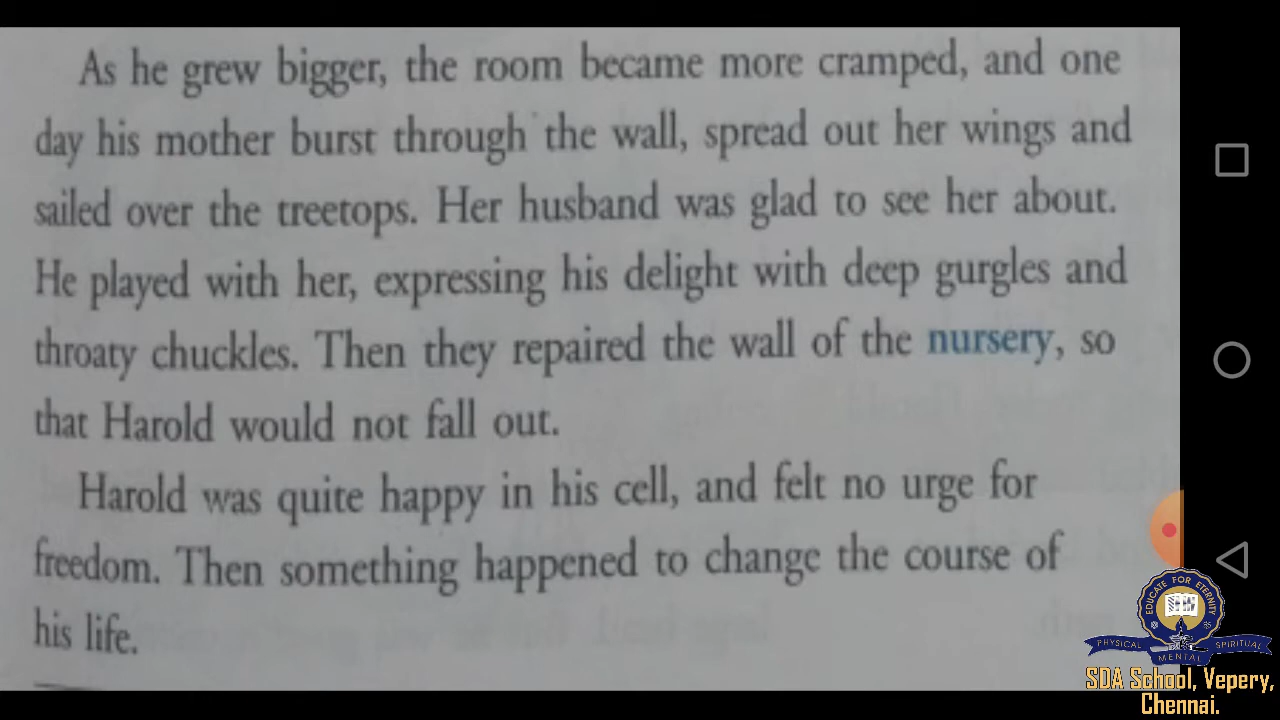 As he grew bigger, the room became more cramped, and one
day his mother burst through the wall, spread out her wings and
sailed over the treetops. Her husband was glad to see her about.
He played with her, expressing his delight with deep gurgles and
throaty chuckles. Then they repaired the wall of the nursery, so
that Harold would not fall out.
Harold was quite happy in his cell, and felt no urge for
freedom. Then something happened to change the course of
his life.
EDUCATE FOR ETERNITY
PHYSICAL MENTAL SPIRITUAL
SDA School, Vepery,
Chennai.